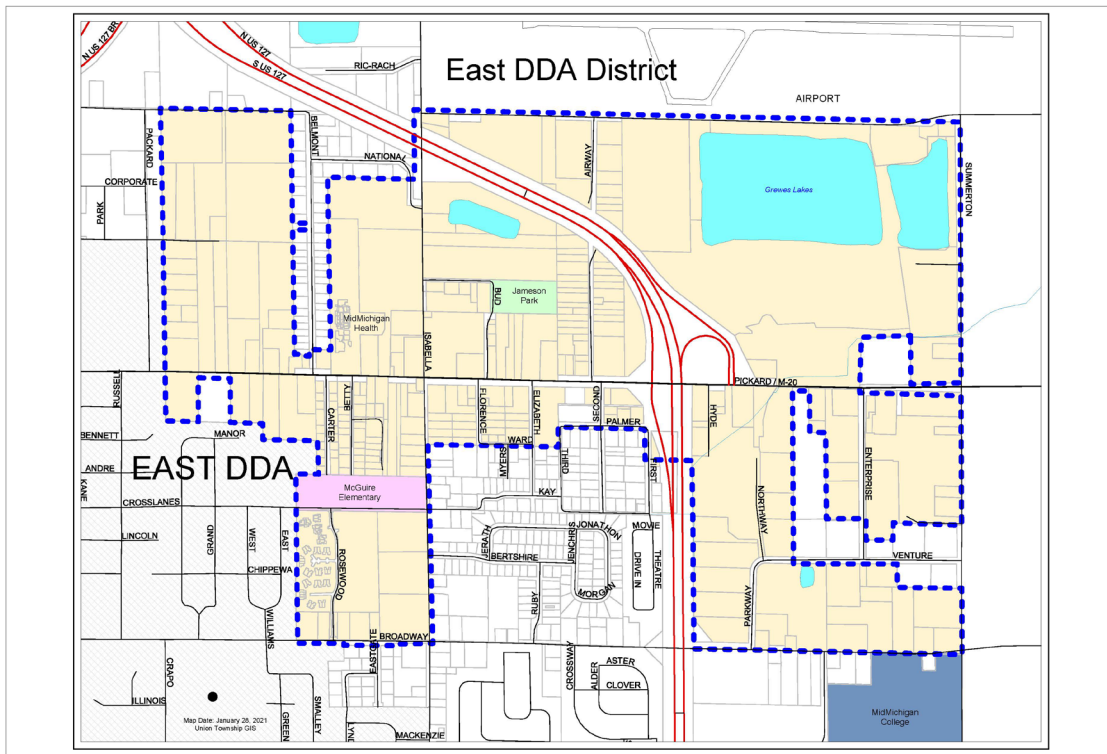 N US 127 BR
N US 127
S US 127
RIC-RACH
East DDA District
AIRPORT
PACKARD
BELMONT
NATIONA
AIRWAY
SUMMERTON
CORPORATE
PARK
Grewes Lakes
BUD
Jameson
Park
MidMichigan
Health
ISABELLA
RUSSELL
PICKARD / M-20
CARTER
BETTY
FLORENCE
ELIZABETH
SECOND
HYDE
PALMER
BENNETT
MANOR
WARD
EAST DDA
ANDRE
KANE
MYERS
THIRD
FIRST
ENTERPRISE
McGuire
Elementary
KAY
NORTHWAY
CROSSLANES
LINCOLN
GRAND
WEST
EAST
ROSEWOOD
JERATH
JONATHON
MOVIE
BERTSHIRE
JENCHRIS
THEATRE
DRIVE IN
VENTURE
CHIPPEWA
RUBY
MORGAN
PARKWAY
WILLIAMS
BROADWAY
EASTGATE
CRAPO
CROSSWAY
ALDER
ASTER
CLOVER
ILLINOIS
GREEN
SMALLEY
LYND
MACKENZIE
MidMichigan
College
Map Date: January 28, 2021
Union Township GIS